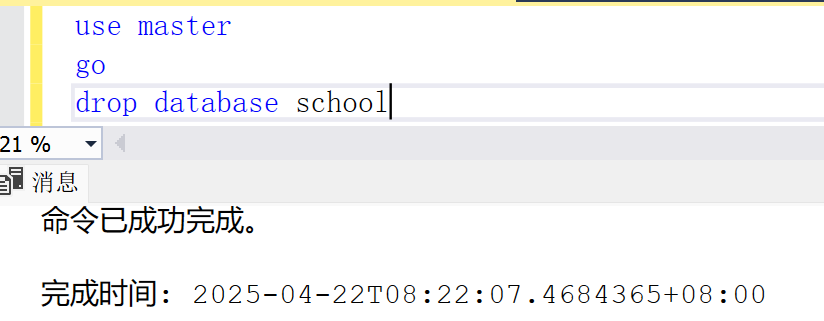 use master
go
drop database school
21 %
消息
命令已成功完成。
完成时间: 2025-04-22T08:22:07.4684365+08:00